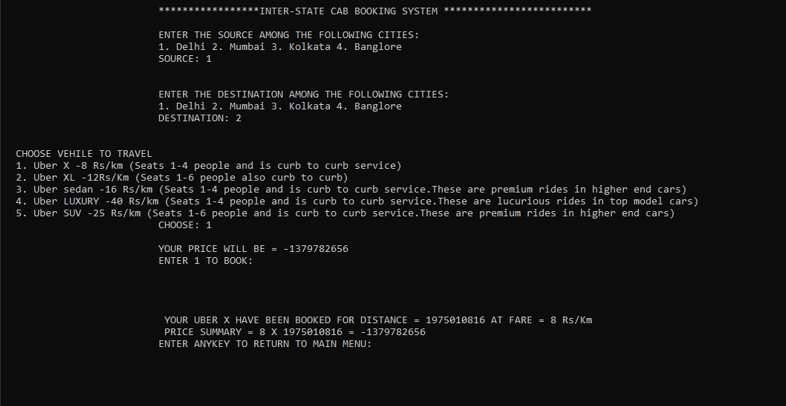 *****************INTER-STATE CAB BOOKING SYSTEM *************************
ENTER THE SOURCE AMONG THE FOLLOWING CITIES:
1. Delhi 2. Mumbai 3. Kolkata 4. Banglore
SOURCE: 1
ENTER THE DESTINATION AMONG THE FOLLOWING CITIES:
1. Delhi 2. Mumbai 3. Kolkata 4. Banglore
DESTINATION: 2
CHOOSE VEHILE TO TRAVEL
1. Uber X -8 Rs/km (Seats 1-4 people and is curb to curb service)
2. Uber XL -12Rs/Km (Seats 1-6 people also curb to curb)
3. Uber sedan -16 Rs/km (Seats 1-4 people and is curb to curb service.These are premium rides in higher end cars)
4. Uber LUXURY -40 Rs/km (Seats 1-4 people and is curb to curb service.These are lucurious rides in top model cars)
5. Uber SUV -25 Rs/km (Seats 1-6 people and is curb to curb service.These are premium rides in higher end cars)
CHOOSE: 1
YOUR PRICE WILL BE = -1379782656
ENTER 1 TO BOOK:
YOUR UBER X HAVE BEEN BOOKED FOR DISTANCE = 1975010816 AT FARE = 8 Rs/Km
PRICE SUMMARY = 8 X 1975010816 = -1379782656
ENTER ANYKEY TO RETURN TO MAIN MENU: